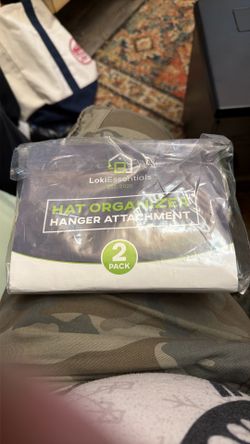 LokiEssentials
HAT ORGANIZER
HANGER ATTACHMENT
2
PACK